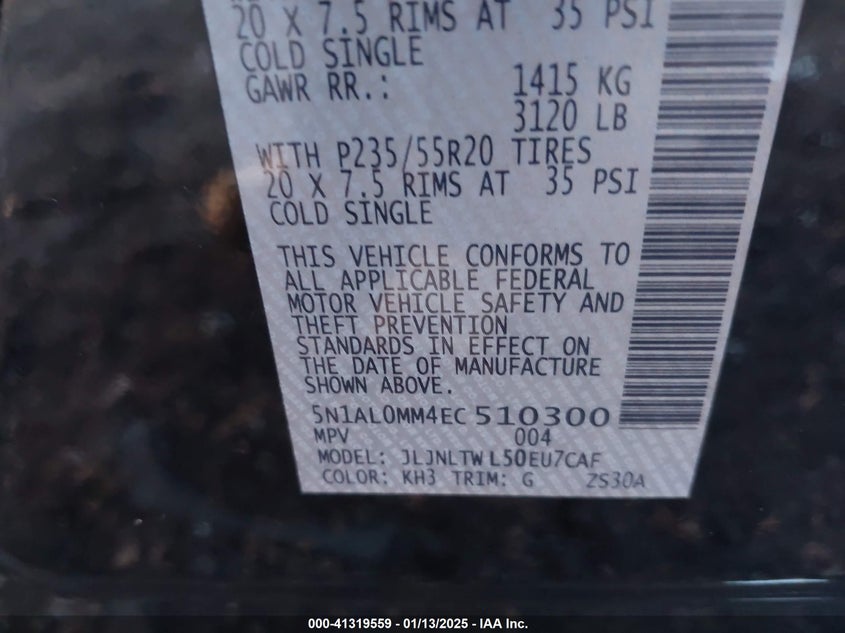 20 X 7.5 RIMS AT 35 PSI
COLD SINGLE
GAWR RR.: 1415 KG
3120 LB
WITH P235/55R20 TIRES
20 X 7.5 RIMS AT 35 PSI
COLD SINGLE
THIS VEHICLE CONFORMS TO
ALL APPLICABLE FEDERAL
MOTOR VEHICLE SAFETY AND
THEFT PREVENTION
STANDARDS IN EFFECT ON
THE DATE OF MANUFACTURE
SHOWN ABOVE.
5N1AL0MM4EC510300
MPV 004
MODEL: JLJNLTWL50EU7CAF
COLOR: KH3 TRIM: G ZS30A
000-41319559 — 01/13/2025 — IAA Inc.